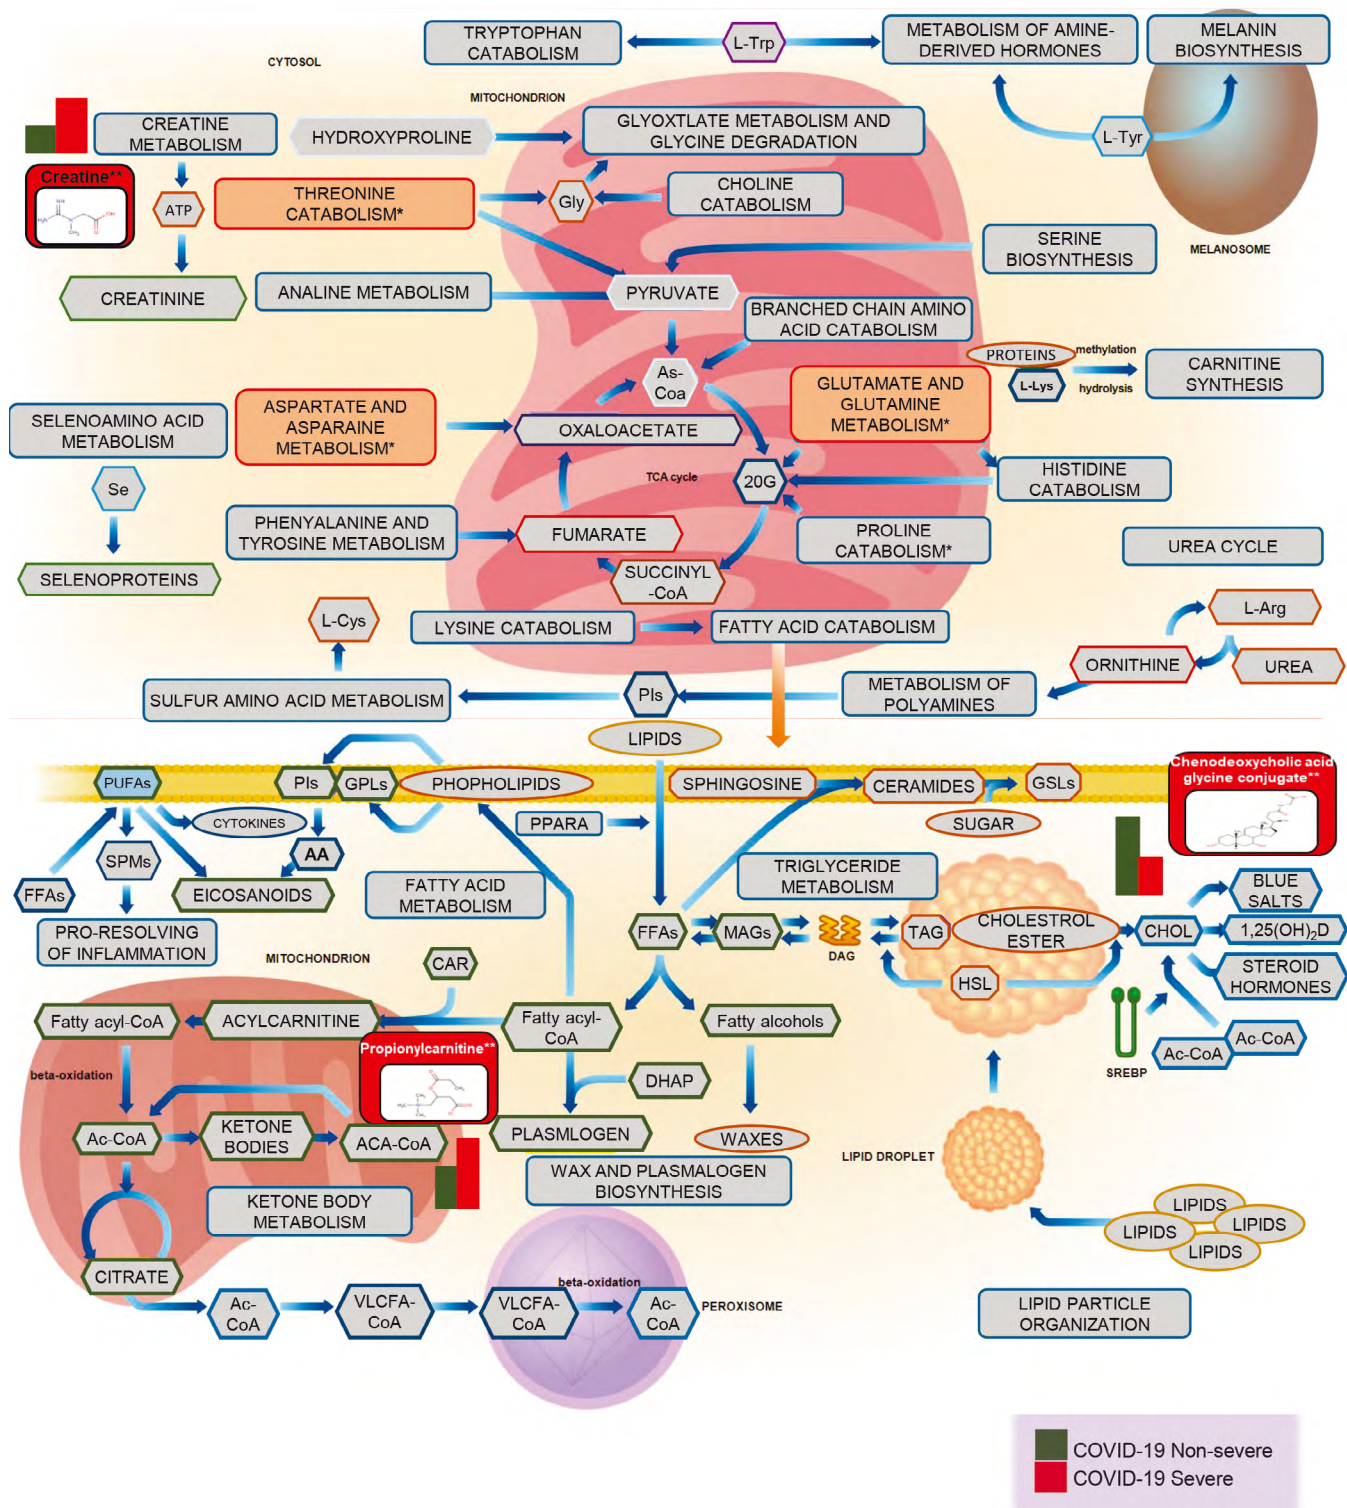 TRYPTOPHAN
CATABOLISM
L-Trp
METABOLISM OF AMINE-
DERIVED HORMONES
MELANIN
BIOSYNTHESIS
CYTOSOL
MITOCHONDRION
CREATINE
METABOLISM
HYDROXYPROLINE
GLYOXTLATE METABOLISM AND
GLYCINE DEGRADATION
L-Tyr
Creatine**
NH
H₂N
N
CH₃
O
OH
ATP
THREONINE
CATABOLISM*
Gly
CHOLINE
CATABOLISM
SERINE
BIOSYNTHESIS
MELANOSOME
CREATININE
ANALINE METABOLISM
PYRUVATE
BRANCHED CHAIN AMINO
ACID CATABOLISM
PROTEINS
L-Lys
methylation
hydrolysis
CARNITINE
SYNTHESIS
As-
Coa
GLUTAMATE AND
GLUTAMINE
METABOLISM*
SELENOAMINO ACID
METABOLISM
ASPARTATE AND
ASPARAINE
METABOLISM*
OXALOACETATE
TCA cycle
20G
HISTIDINE
CATABOLISM
Se
PHENYALANINE AND
TYROSINE METABOLISM
FUMARATE
PROLINE
CATABOLISM*
UREA CYCLE
SELENOPROTEINS
SUCCINYL
-CoA
L-Cys
LYSINE CATABOLISM
FATTY ACID CATABOLISM
L-Arg
ORNITHINE
UREA
SULFUR AMINO ACID METABOLISM
PIs
METABOLISM OF
POLYAMINES
LIPIDS
PUFAs
PIs
GPLs
PHOPHOLIPIDS
SPHINGOSINE
CERAMIDES
GSLs
Chenodeoxycholic acid
glycine conjugate**
CYTOKINES
PPARA
SUGAR
SPMs
AA
FFAs
EICOSANOIDS
FATTY ACID
METABOLISM
TRIGLYCERIDE
METABOLISM
BLUE
SALTS
PRO-RESOLVING
OF INFLAMMATION
FFAs
MAGs
DAG
TAG
CHOLESTROL
ESTER
CHOL
1,25(OH)₂D
MITOCHONDRION
CAR
HSL
STEROID
HORMONES
Fatty acyl-CoA
ACYLCARNITINE
Fatty acyl-
CoA
Fatty alcohols
SREBP
Ac-CoA
Ac-CoA
Propionylcarnitine**
beta-oxidation
DHAP
Ac-CoA
KETONE
BODIES
ACA-CoA
PLASMLOGEN
WAXES
LIPID DROPLET
WAX AND PLASMALOGEN
BIOSYNTHESIS
KETONE BODY
METABOLISM
LIPIDS
LIPIDS
LIPIDS
LIPIDS
CITRATE
beta-oxidation
Ac-
CoA
VLCFA-
CoA
VLCFA-
CoA
Ac-
CoA
PEROXISOME
LIPID PARTICLE
ORGANIZATION
COVID-19 Non-severe
COVID-19 Severe